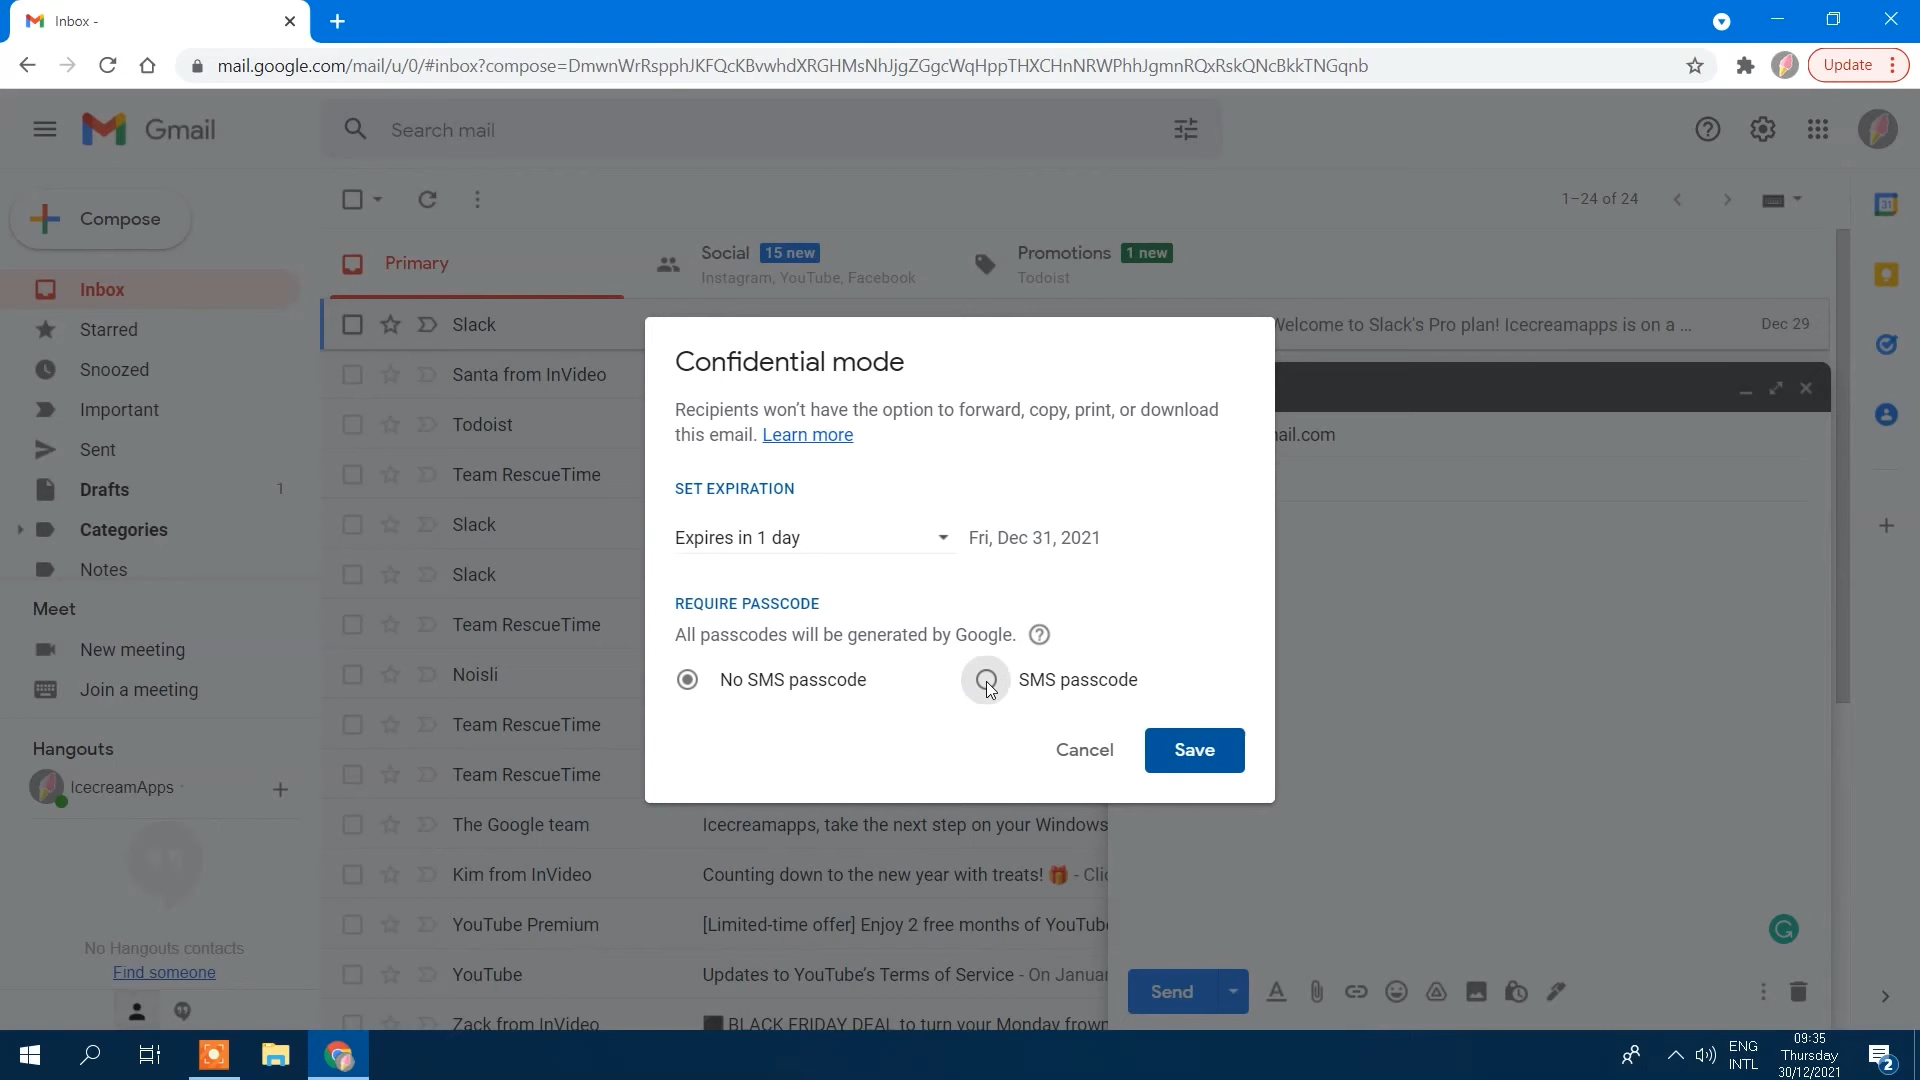 Inbox -
mail.google.com/mail/u/0/#inbox?compose=DmwnWrRspphJKFQcKBvwhdXRGHMsNhJjgZGgcWqHppTHXCHnNRWPhhJgmnRQxRskQNcBkkTNGqnb
Update
Gmail
Search mail
Compose
1–24 of 24
Primary
Social 15 new
Instagram, YouTube, Facebook
Promotions 1 new
Todoist
Inbox
Starred
Snoozed
Important
Sent
Drafts 1
Categories
Notes
Meet
New meeting
Join a meeting
Hangouts
IcecreamApps
No Hangouts contacts
Find someone
Slack Welcome to Slack's Pro plan! Icecreamapps is on a ... Dec 29
Santa from InVideo
Todoist
Team RescueTime
Slack
Slack
Team RescueTime
Noisli
Team RescueTime
Team RescueTime
The Google team Icecreamapps, take the next step on your Windows
Kim from InVideo Counting down to the new year with treats! 🎁 - Clic
YouTube Premium [Limited-time offer] Enjoy 2 free months of YouTube
YouTube Updates to YouTube's Terms of Service - On Januar
Zack from InVideo BLACK FRIDAY DEAL to turn your Monday frown
Confidential mode
Recipients won't have the option to forward, copy, print, or download
this email. Learn more
SET EXPIRATION
Expires in 1 day Fri, Dec 31, 2021
REQUIRE PASSCODE
All passcodes will be generated by Google. ?
No SMS passcode SMS passcode
Cancel Save
ail.com
Send
31
ENG
INTL
09:35
Thursday
30/12/2021
2